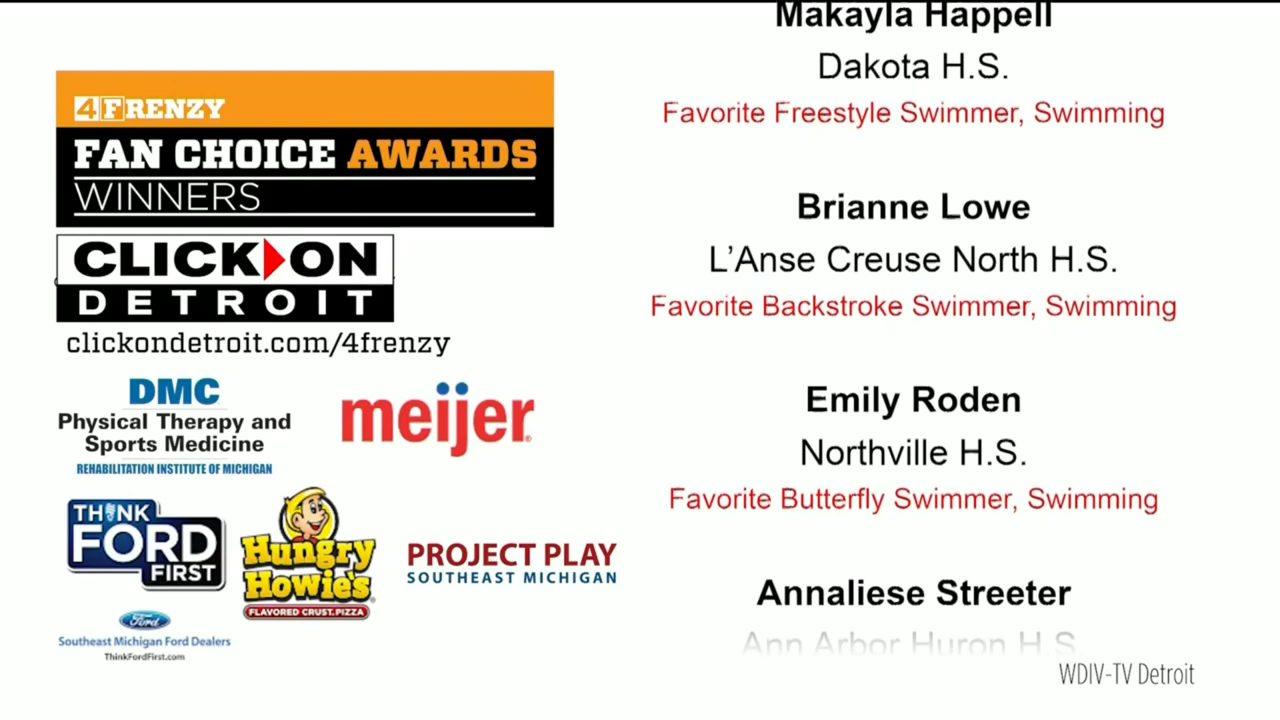 4FRENZY
FAN CHOICE AWARDS
WINNERS
CLICK ON
DETROIT
clickondetroit.com/4frenzy
DMC
Physical Therapy and
Sports Medicine
REHABILITATION INSTITUTE OF MICHIGAN
meijer
THINK
FORD
FIRST
Ford
Southeast Michigan Ford Dealers
ThinkFordFirst.com
Hungry
Howie's
FLAVORED CRUST PIZZA
PROJECT PLAY
SOUTHEAST MICHIGAN
Makayla Happell
Dakota H.S.
Favorite Freestyle Swimmer, Swimming
Brianne Lowe
L'Anse Creuse North H.S.
Favorite Backstroke Swimmer, Swimming
Emily Roden
Northville H.S.
Favorite Butterfly Swimmer, Swimming
Annaliese Streeter
Ann Arbor Huron H.S.
WDIV-TV Detroit